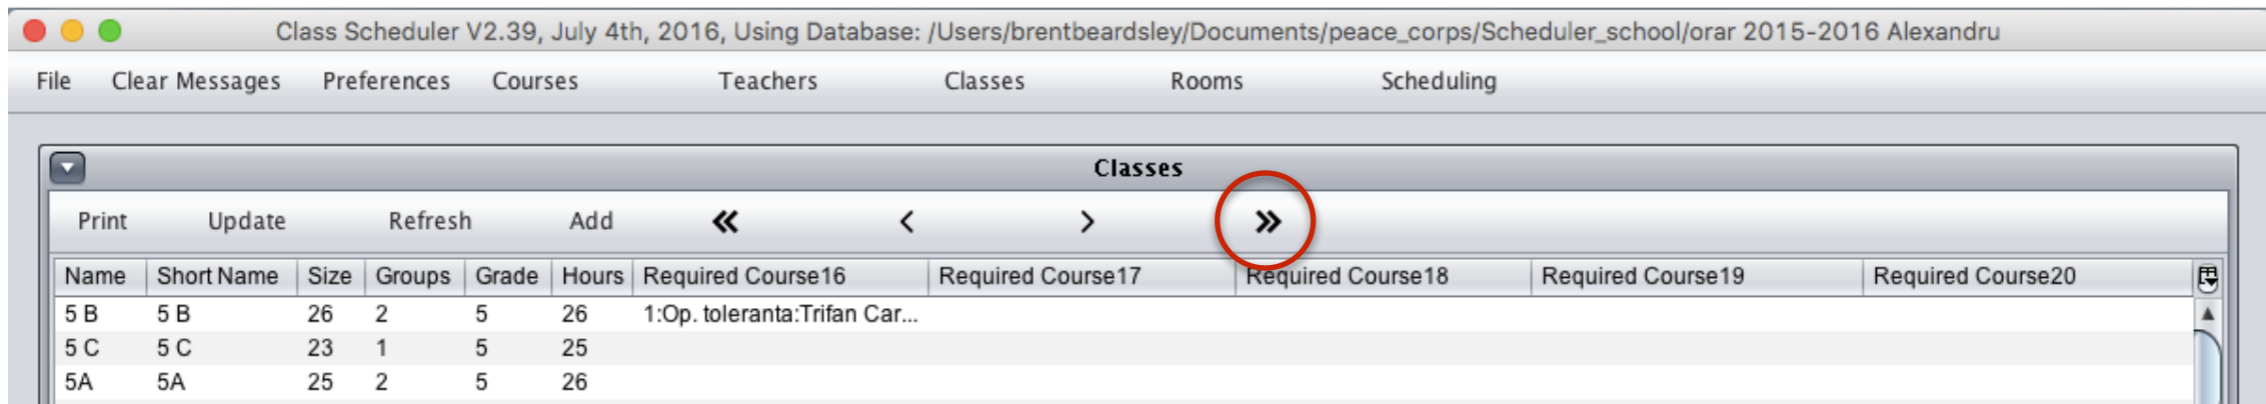 Class Scheduler V2.39, July 4th, 2016, Using Database: /Users/brentbeardsley/Documents/peace_corps/Scheduler_school/orar 2015-2016 Alexandru
File Clear Messages Preferences Courses Teachers Classes Rooms Scheduling
Classes
Print Update Refresh Add « < > »
Name Short Name Size Groups Grade Hours Required Course16 Required Course17 Required Course18 Required Course19 Required Course20
5 B 5 B 26 2 5 26 1:Op. toleranta:Trifan Car...
5 C 5 C 23 1 5 25
5A 5A 25 2 5 26